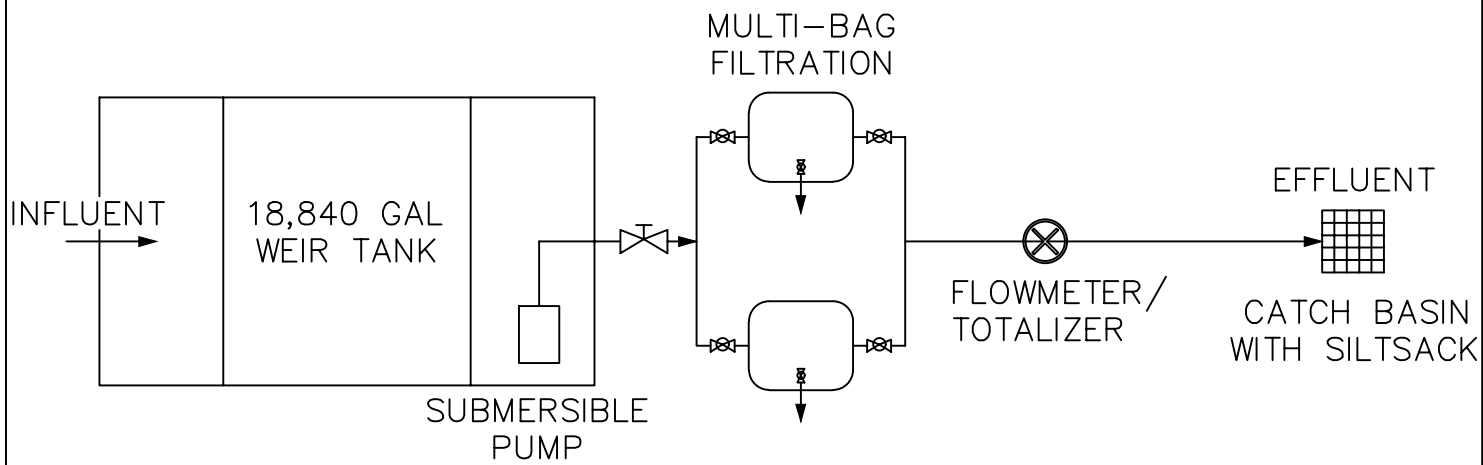 MULTI-BAG
FILTRATION
INFLUENT
18,840 GAL
WEIR TANK
SUBMERSIBLE
PUMP
FLOWMETER/
TOTALIZER
EFFLUENT
CATCH BASIN
WITH SILTSACK